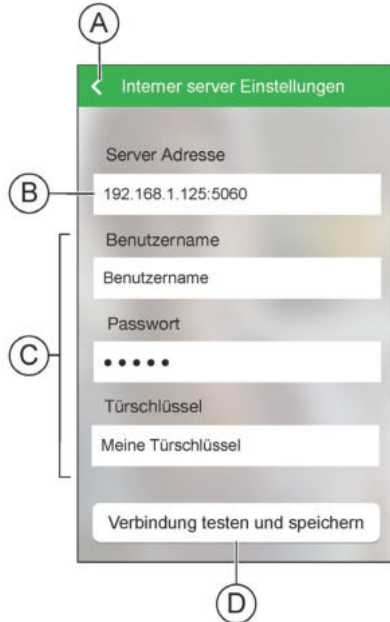 A
Interner server Einstellungen
Server Adresse
B
192.168.1.125:5060
Benutzername
Benutzername
C
Passwort
•••••
Türschlüssel
Meine Türschlüssel
Verbindung testen und speichern
D